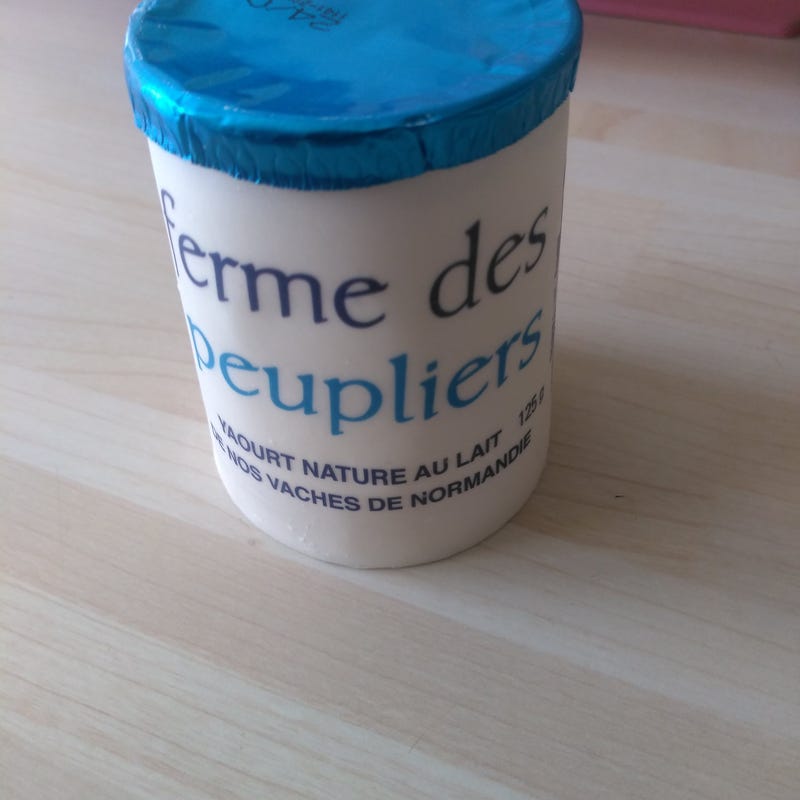 ferme des
peupliers
YAOURT NATURE AU LAIT 125 g
DE NOS VACHES DE NORMANDIE